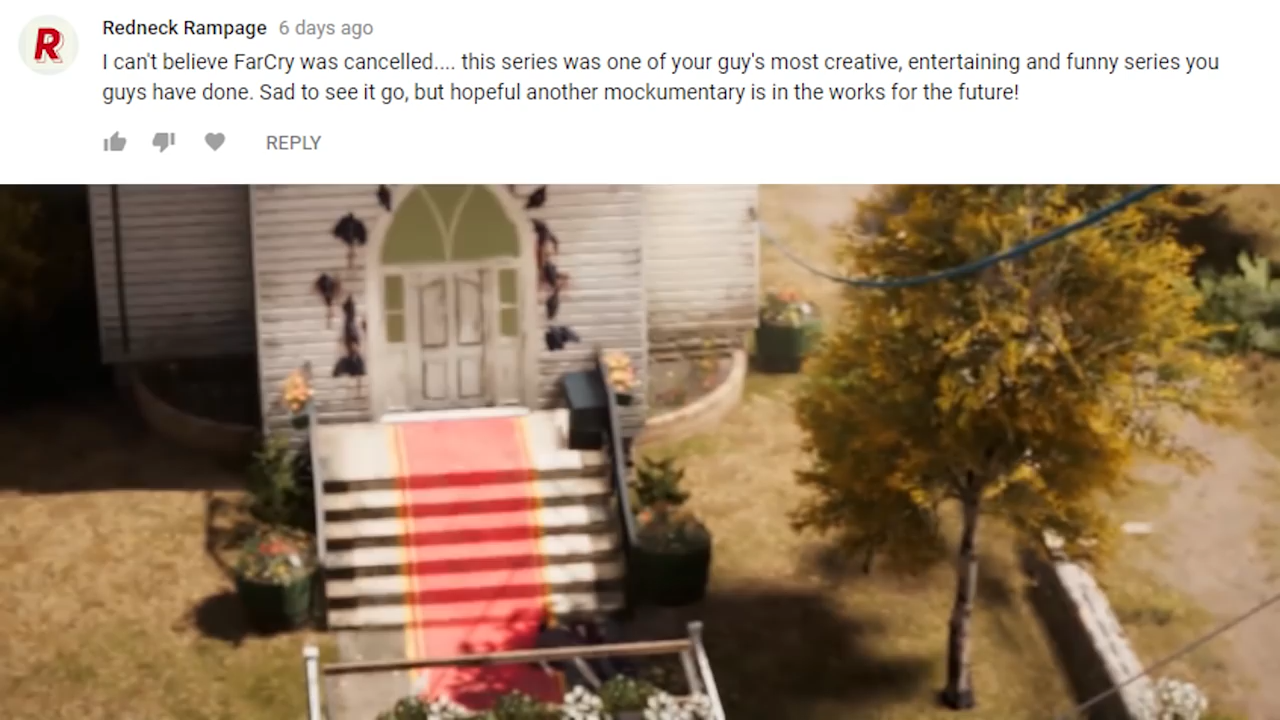 R
Redneck Rampage 6 days ago
I can't believe FarCry was cancelled.... this series was one of your guy's most creative, entertaining and funny series you
guys have done. Sad to see it go, but hopeful another mockumentary is in the works for the future!
REPLY